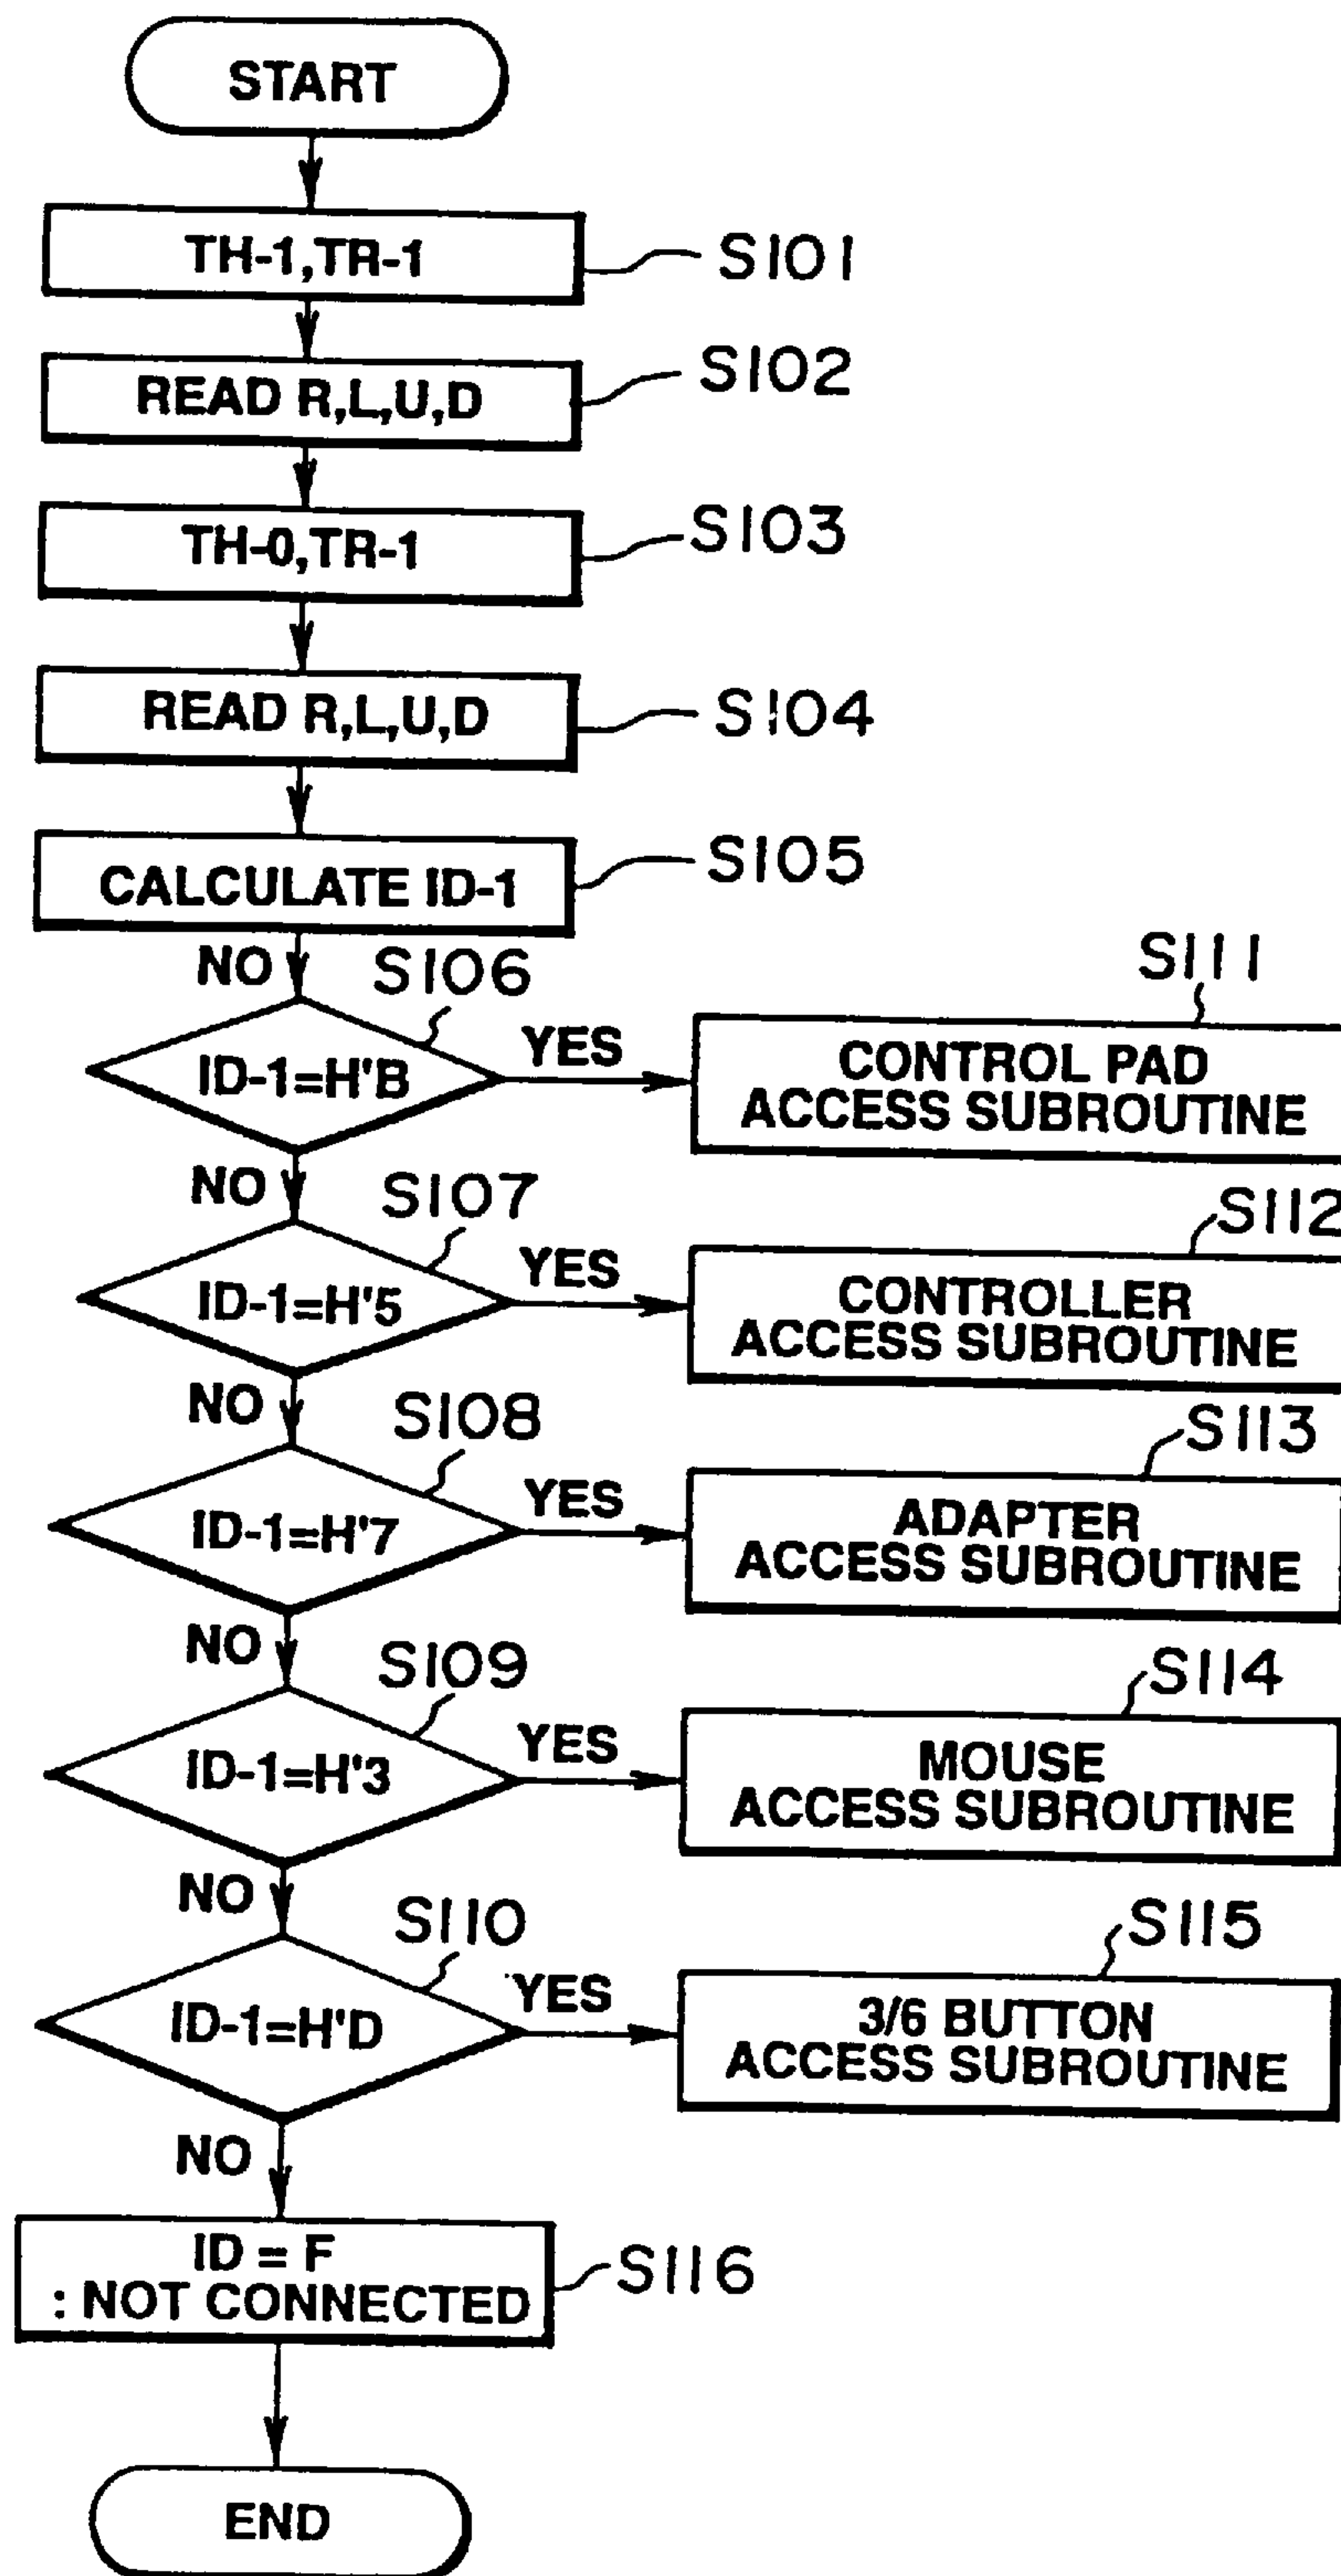 START
TH-1,TR-1
S101
READ R,L,U,D
S102
TH-0,TR-1
S103
READ R,L,U,D
S104
CALCULATE ID-1
S105
NO
S106
ID-1=H'B
YES
S111
CONTROL PAD
ACCESS SUBROUTINE
NO
S107
ID-1=H'5
YES
S112
CONTROLLER
ACCESS SUBROUTINE
NO
S108
ID-1=H'7
YES
S113
ADAPTER
ACCESS SUBROUTINE
NO
S109
ID-1=H'3
YES
S114
MOUSE
ACCESS SUBROUTINE
NO
S110
ID-1=H'D
YES
S115
3/6 BUTTON
ACCESS SUBROUTINE
NO
ID = F
: NOT CONNECTED
S116
END